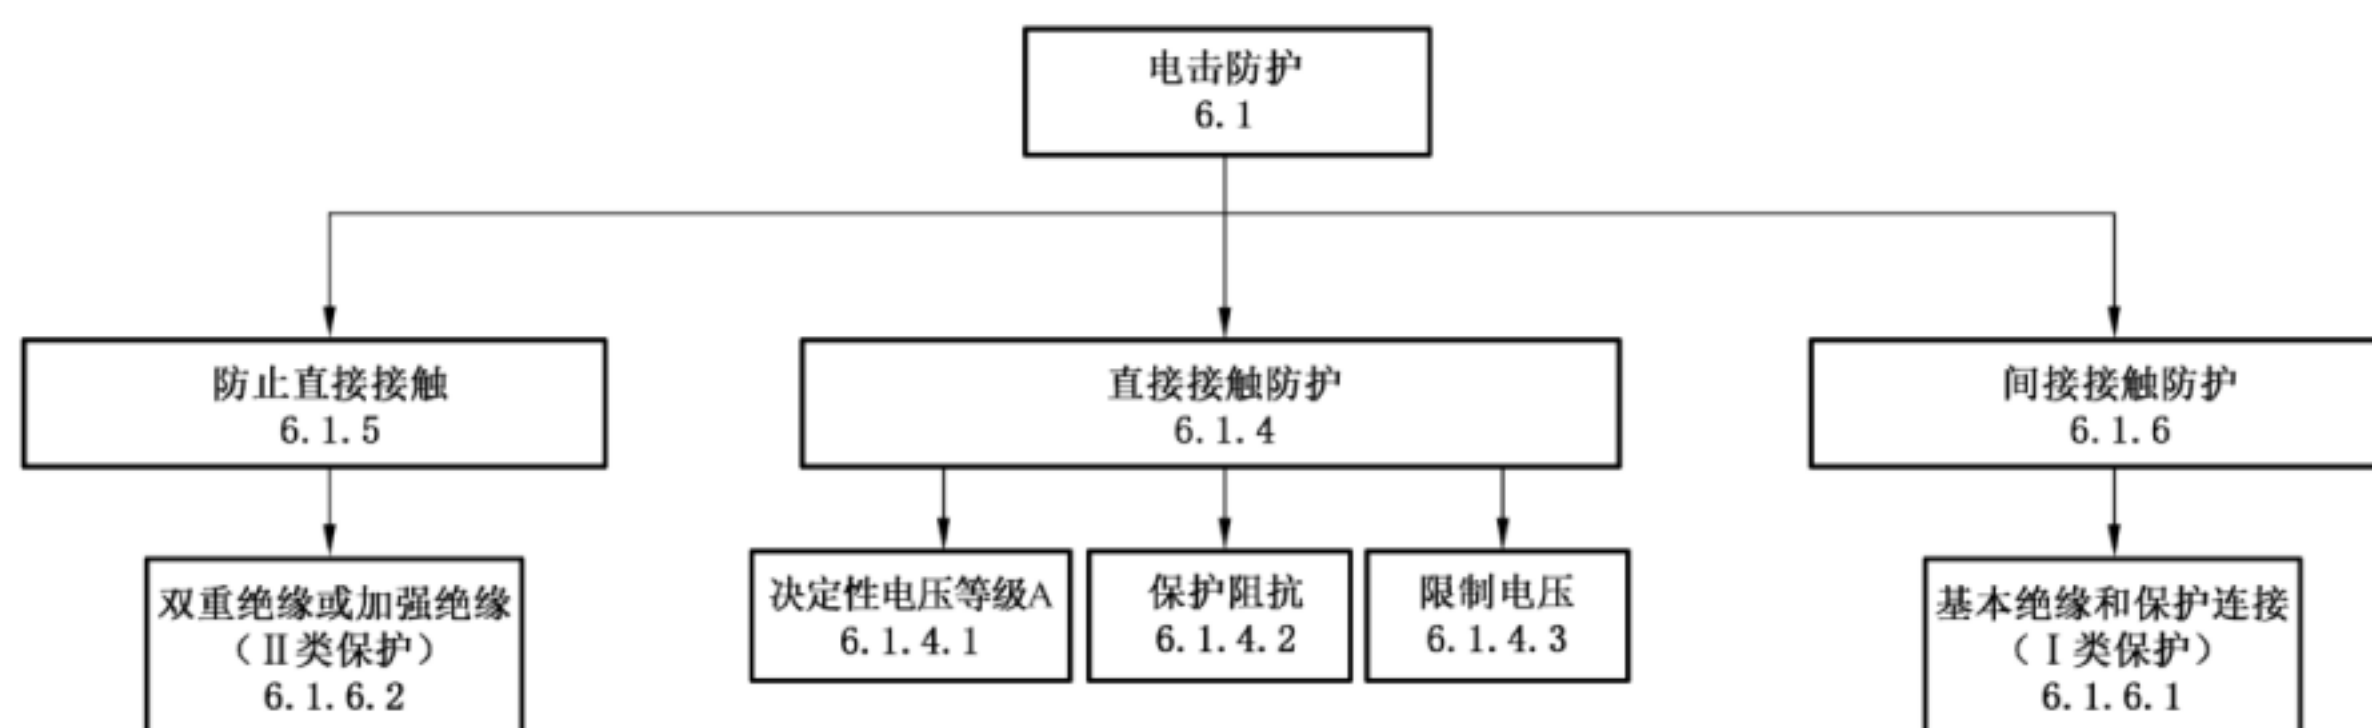 电击防护
6.1
防止直接接触
6.1.5
直接接触防护
6.1.4
间接接触防护
6.1.6
双重绝缘或加强绝缘
（Ⅱ类保护）
6.1.6.2
决定性电压等级A
6.1.4.1
保护阻抗
6.1.4.2
限制电压
6.1.4.3
基本绝缘和保护连接
（Ⅰ类保护）
6.1.6.1